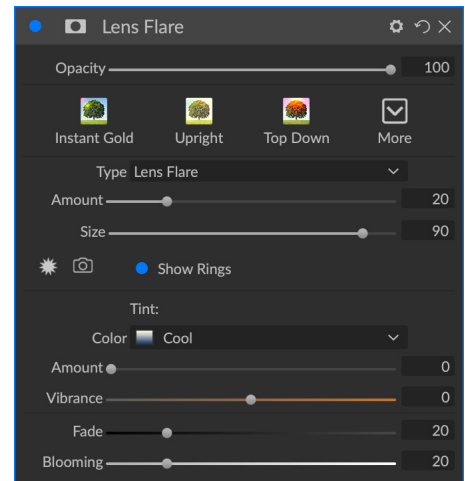 Lens Flare
Opacity 100
Instant Gold Upright Top Down More
Type Lens Flare
Amount 20
Size 90
Show Rings
Tint:
Color Cool
Amount 0
Vibrance 0
Fade 20
Blooming 20